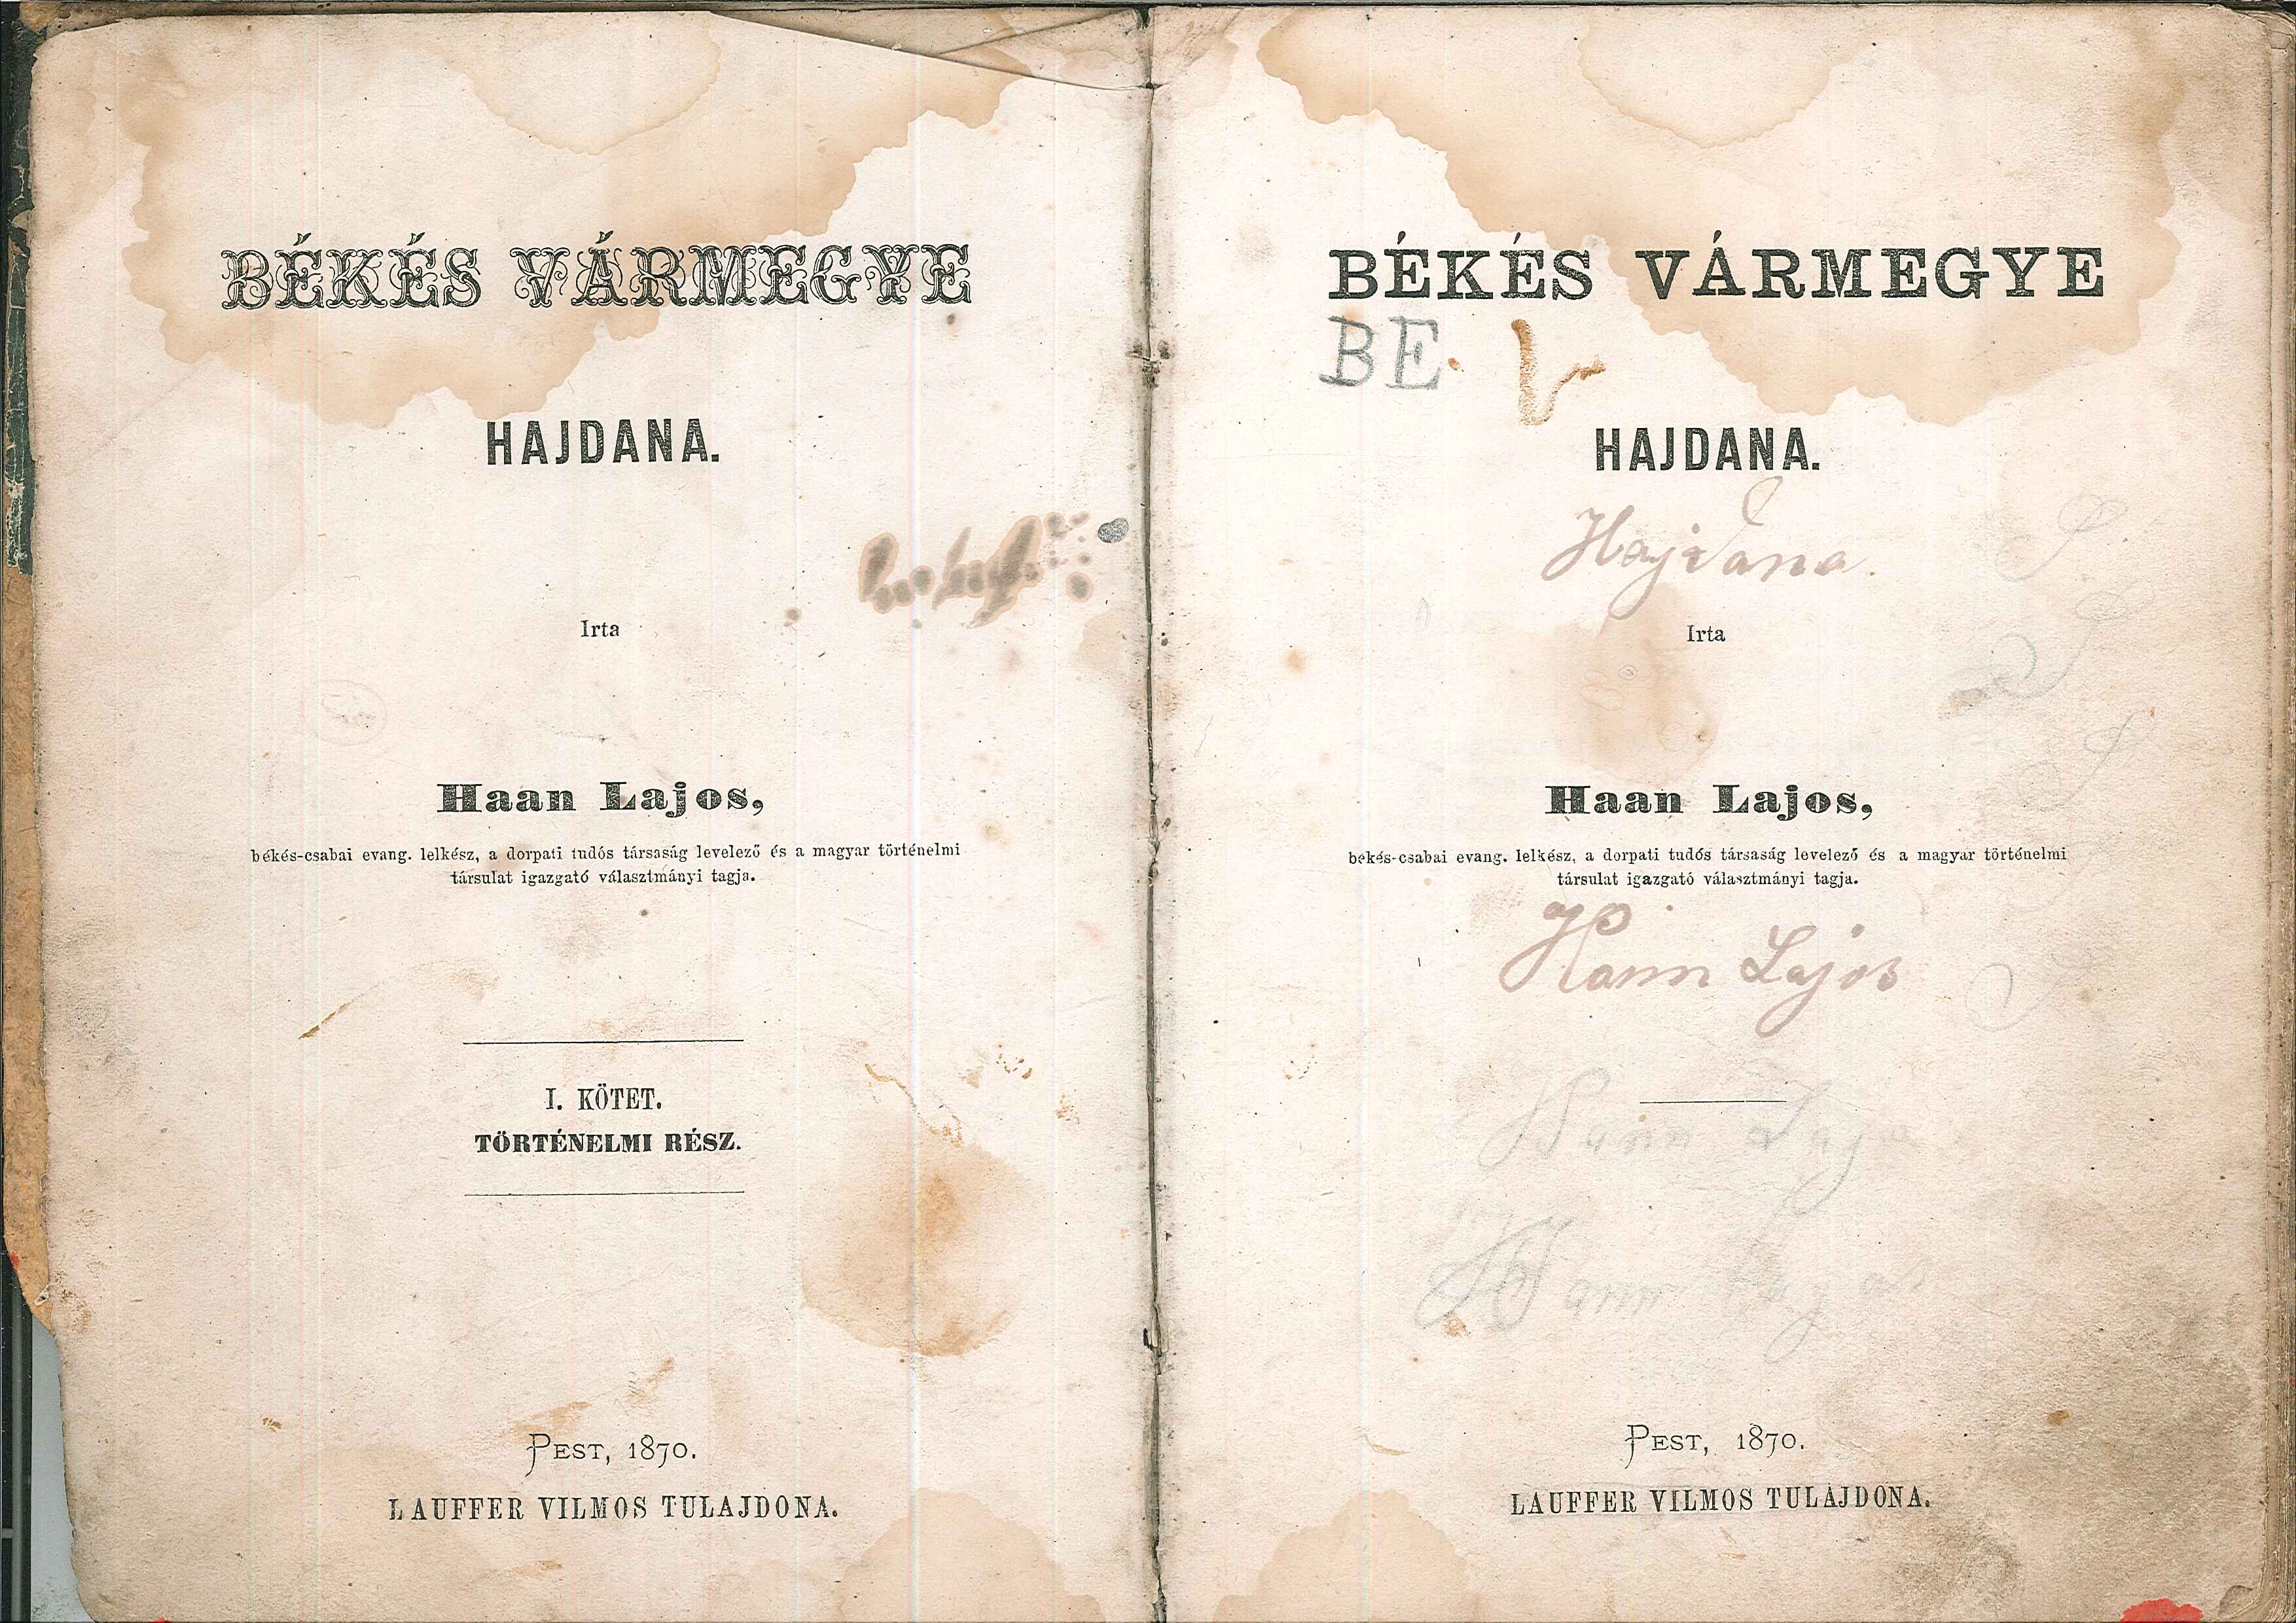 BÉKÉS VÁRMEGYE
HAJDANA.
Irta
Haan Lajos,
békés-csabai evang. lelkész, a dorpati tudós társaság levelező és a magyar történelmi
társulat igazgató választmányi tagja.
I. KÖTET.
TÖRTÉNELMI RÉSZ.
PEST, 1870.
LAUFFER VILMOS TULAJDONA.
BÉKÉS VÁRMEGYE
BE
HAJDANA.
Hajdana
Irta
Haan Lajos,
békés-csabai evang. lelkész, a dorpati tudós társaság levelező és a magyar történelmi
társulat igazgató választmányi tagja.
Hann Lajos
Hann
Hann
PEST, 1870.
LAUFFER VILMOS TULAJDONA.